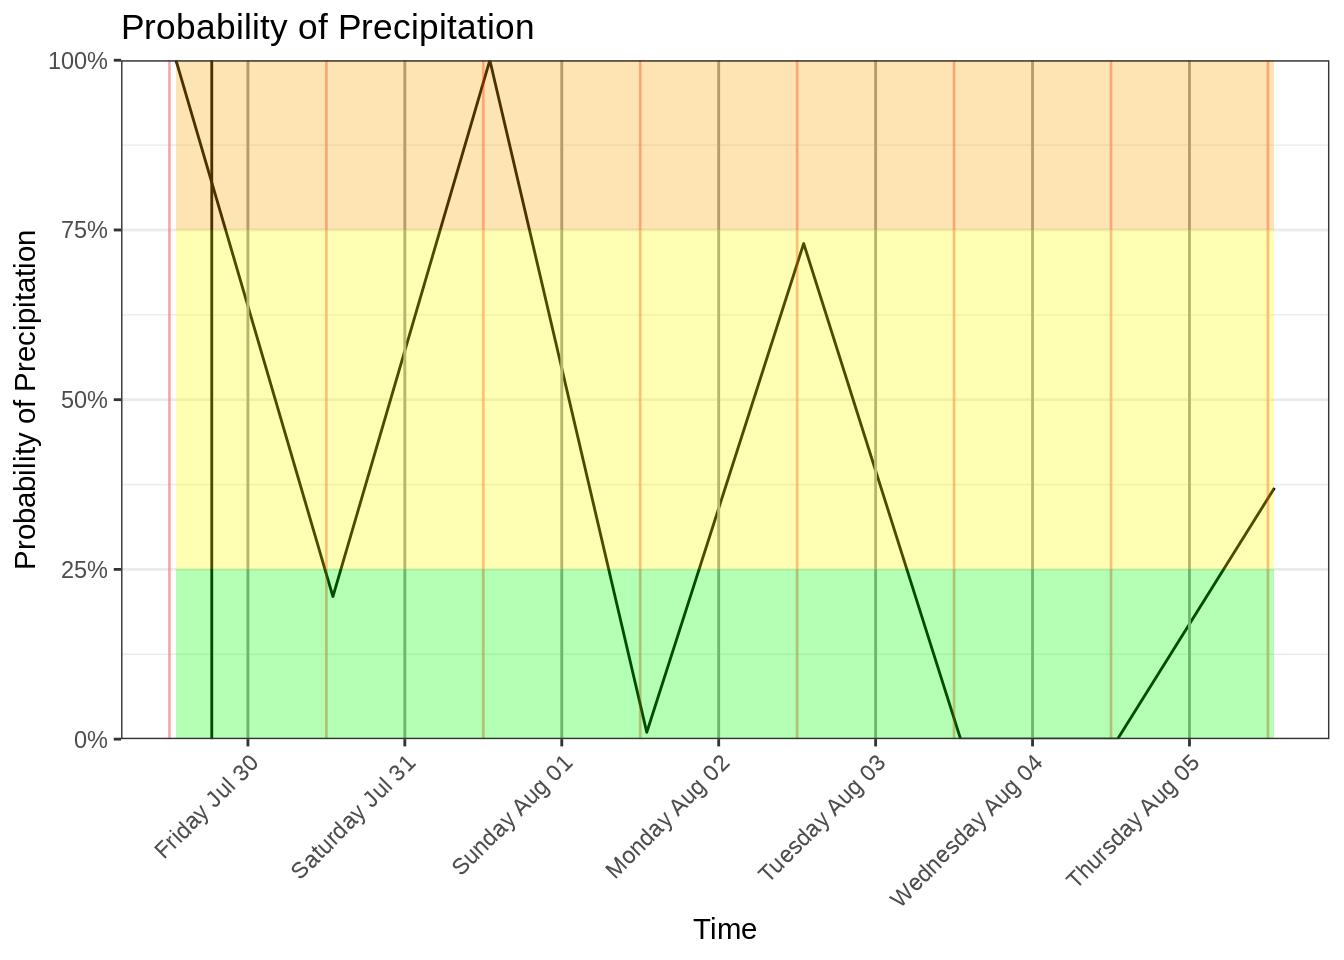 Probability of Precipitation
Probability of Precipitation
100%
75%
50%
25%
0%
Friday Jul 30
Saturday Jul 31
Sunday Aug 01
Monday Aug 02
Tuesday Aug 03
Wednesday Aug 04
Thursday Aug 05
Time